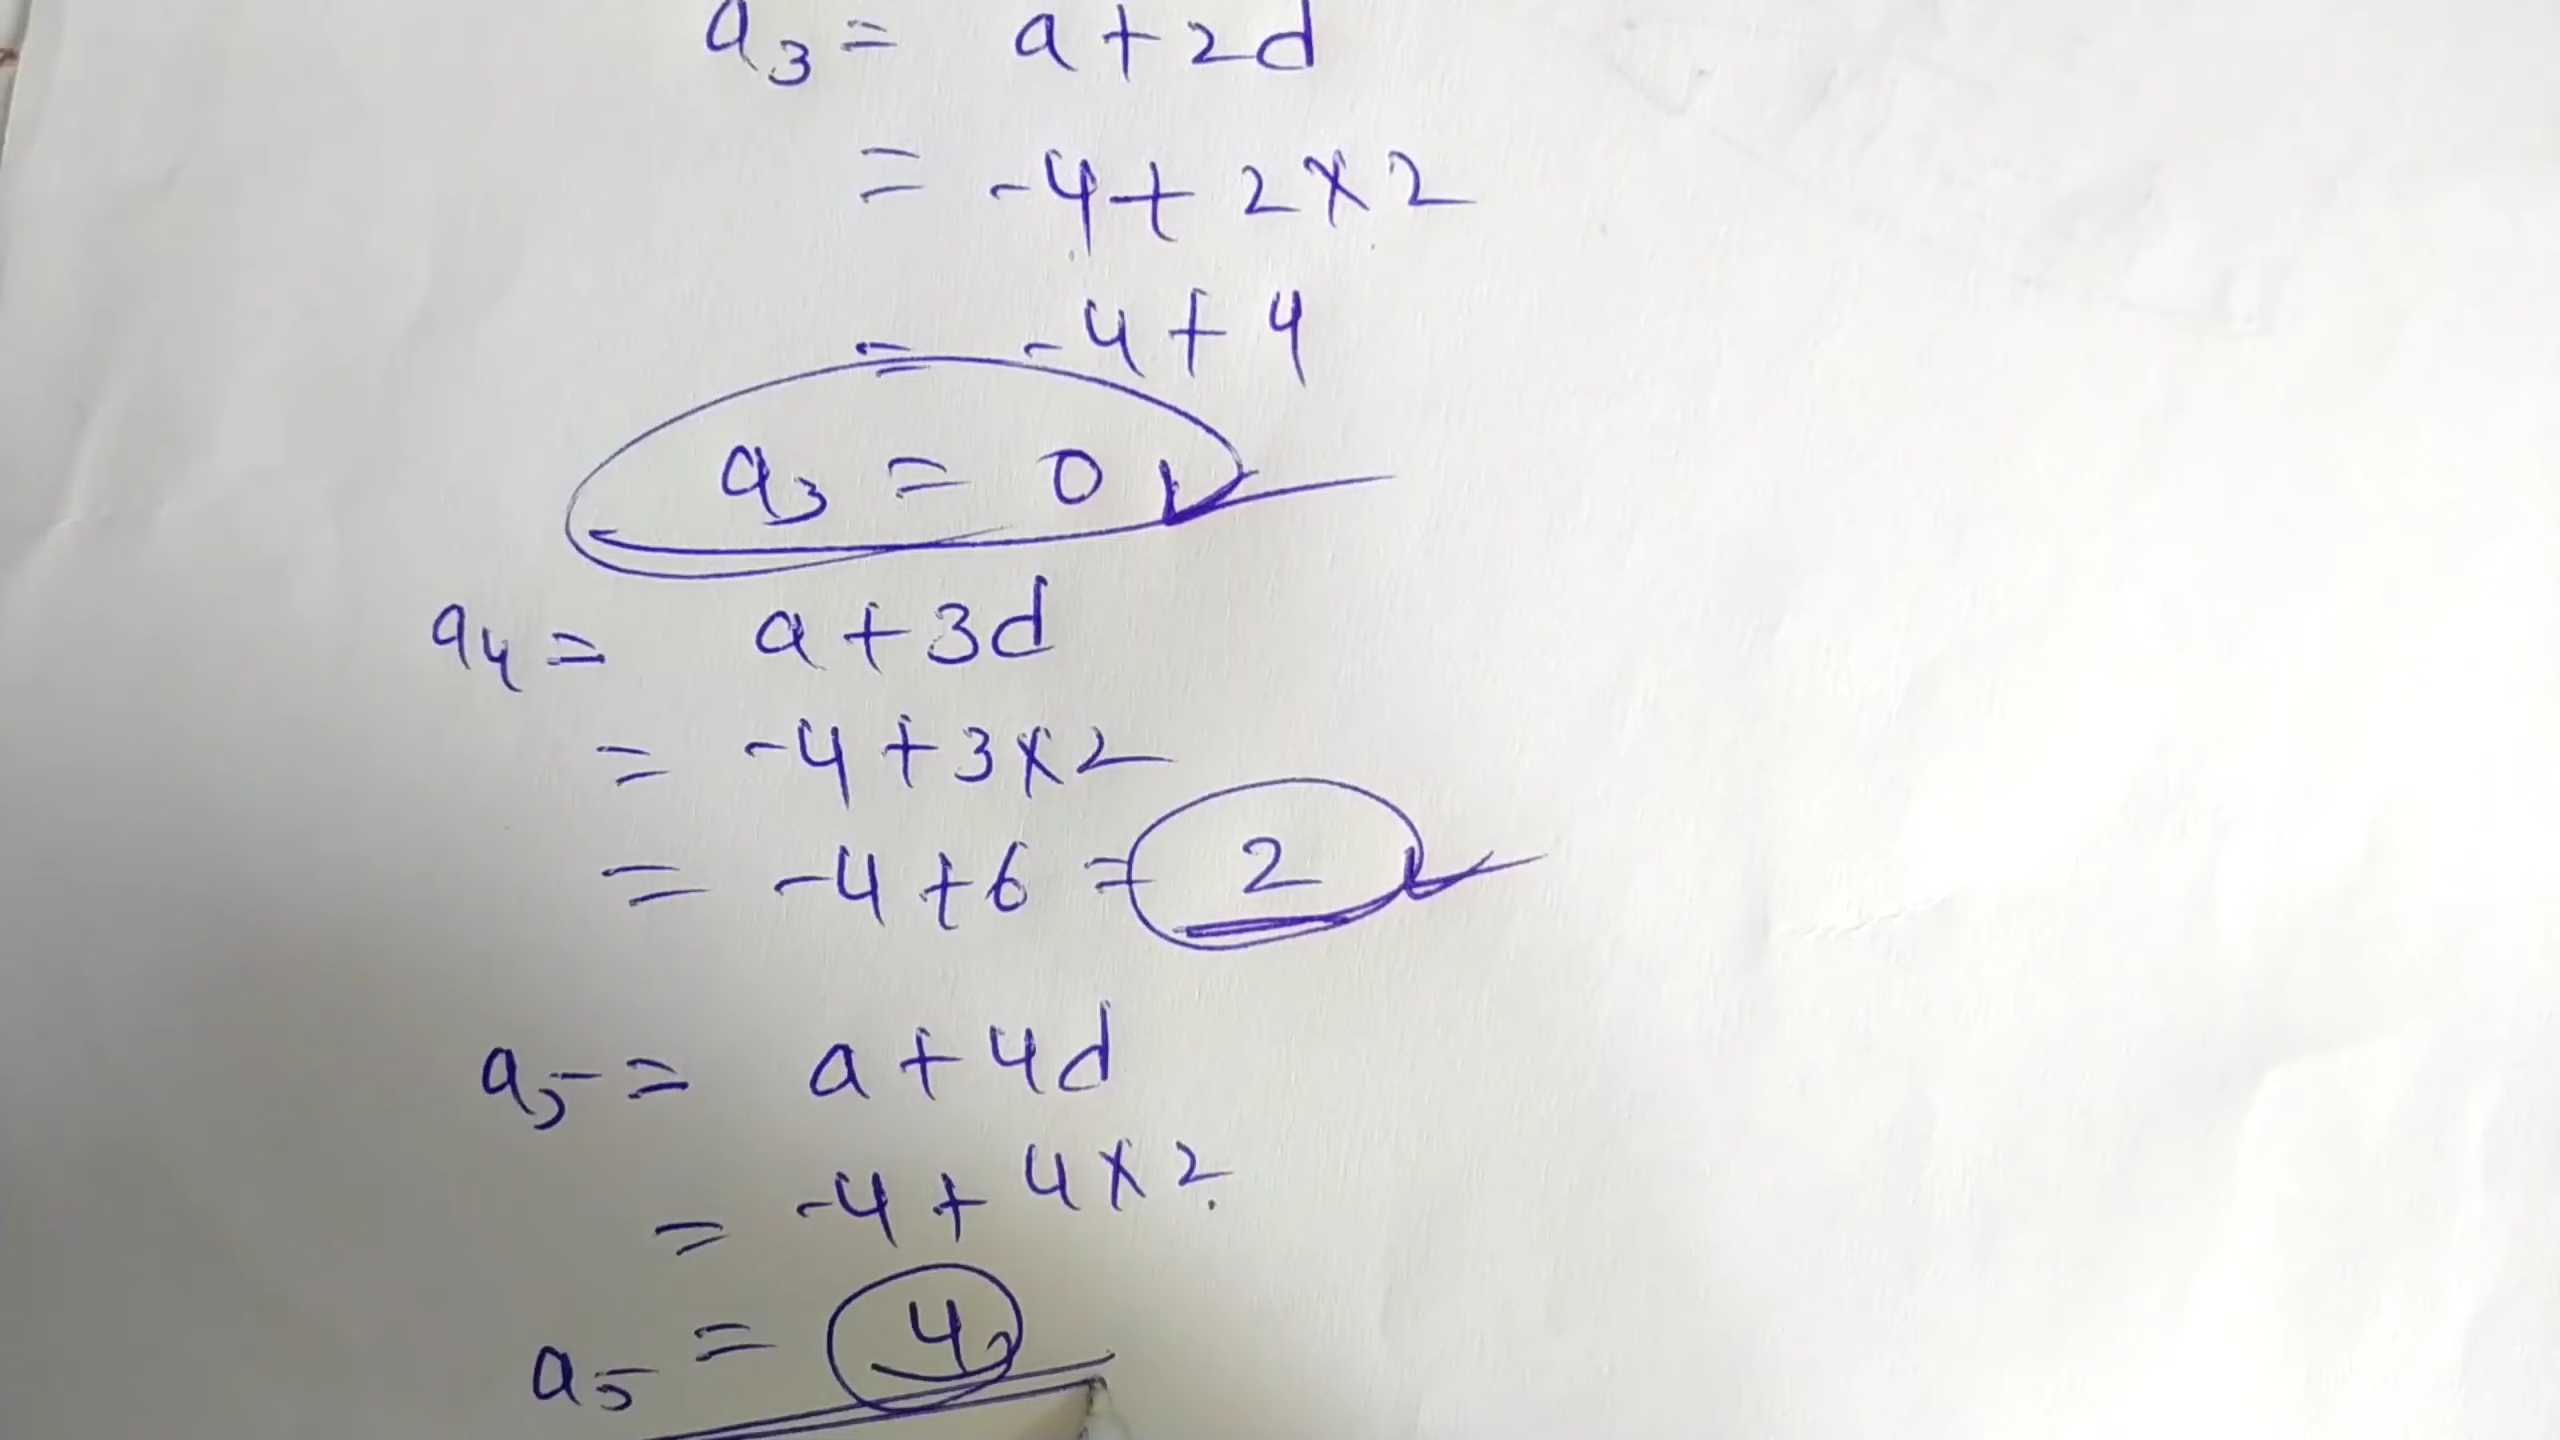 a₃ = a + 2d
= -4 + 2 × 2
= -4 + 4
a₃ = 0
a₄ = a + 3d
= -4 + 3 × 2
= -4 + 6 = 2
a₅ = a + 4d
= -4 + 4 × 2
a₅ = 4